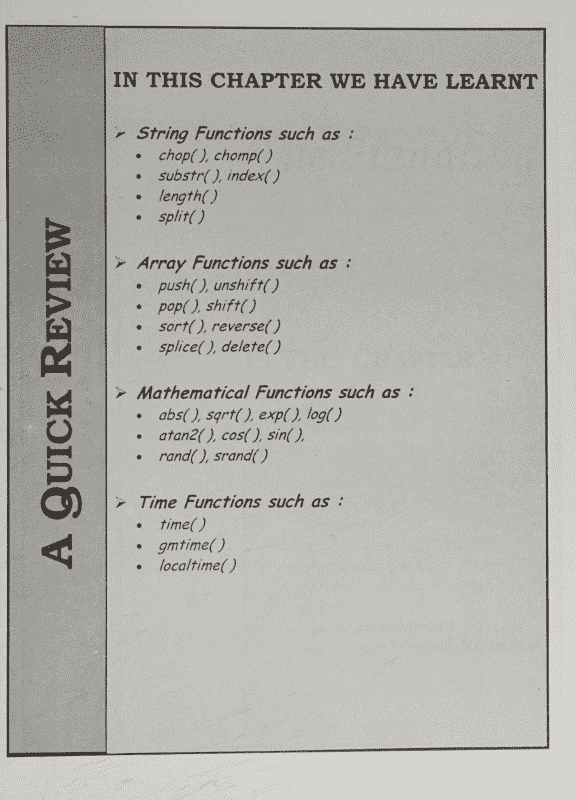 A QUICK REVIEW
IN THIS CHAPTER WE HAVE LEARNT
➢ String Functions such as :
• chop( ), chomp( )
• substr( ), index( )
• length( )
• split( )
➢ Array Functions such as :
• push( ), unshift( )
• pop( ), shift( )
• sort( ), reverse( )
• splice( ), delete( )
➢ Mathematical Functions such as :
• abs( ), sqrt( ), exp( ), log( )
• atan2( ), cos( ), sin( ),
• rand( ), srand( )
➢ Time Functions such as :
• time( )
• gmtime( )
• localtime( )